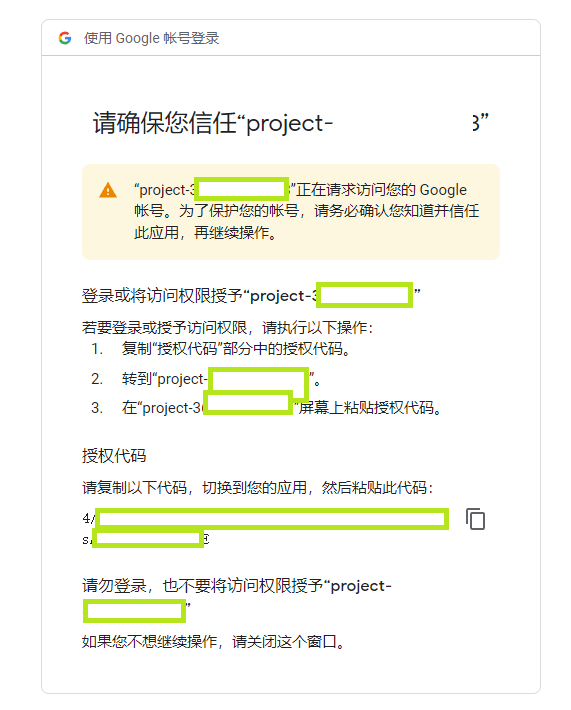 使用 Google 帐号登录
请确保您信任“project- 3”
“project-3 ”正在请求访问您的 Google
帐号。为了保护您的帐号，请务必确认您知道并信任
此应用，再继续操作。
登录或将访问权限授予“project-3 ”
若要登录或授予访问权限，请执行以下操作：
1. 复制“授权代码”部分中的授权代码。
2. 转到“project- ”。
3. 在“project-36 ”屏幕上粘贴授权代码。
授权代码
请复制以下代码，切换到您的应用，然后粘贴此代码：
4/
s
请勿登录，也不要将访问权限授予“project-
”
如果您不想继续操作，请关闭这个窗口。